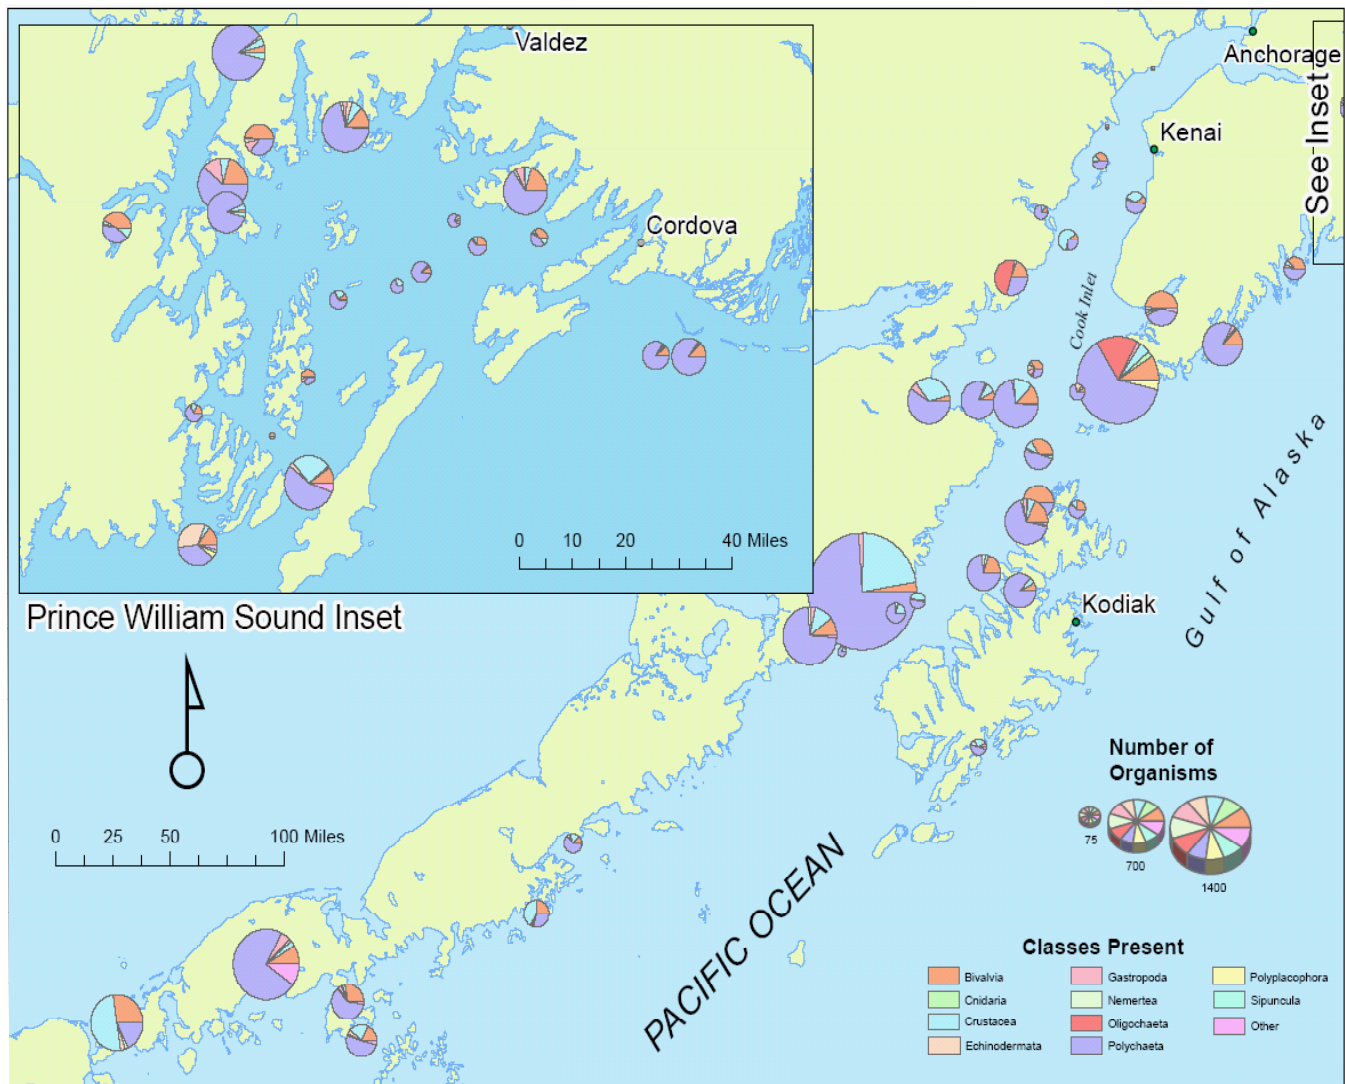 Valdez
Anchorage
Kenai
See Inset
Cordova
Cook Inlet
0 10 20 40 Miles
Gulf of Alaska
Prince William Sound Inset
Kodiak
Number of
Organisms
75
700
1400
0 25 50 100 Miles
PACIFIC OCEAN
Classes Present
Bivalvia
Cnidaria
Crustacea
Echinodermata
Gastropoda
Nemertea
Oligochaeta
Polychaeta
Polyplacophora
Sipuncula
Other